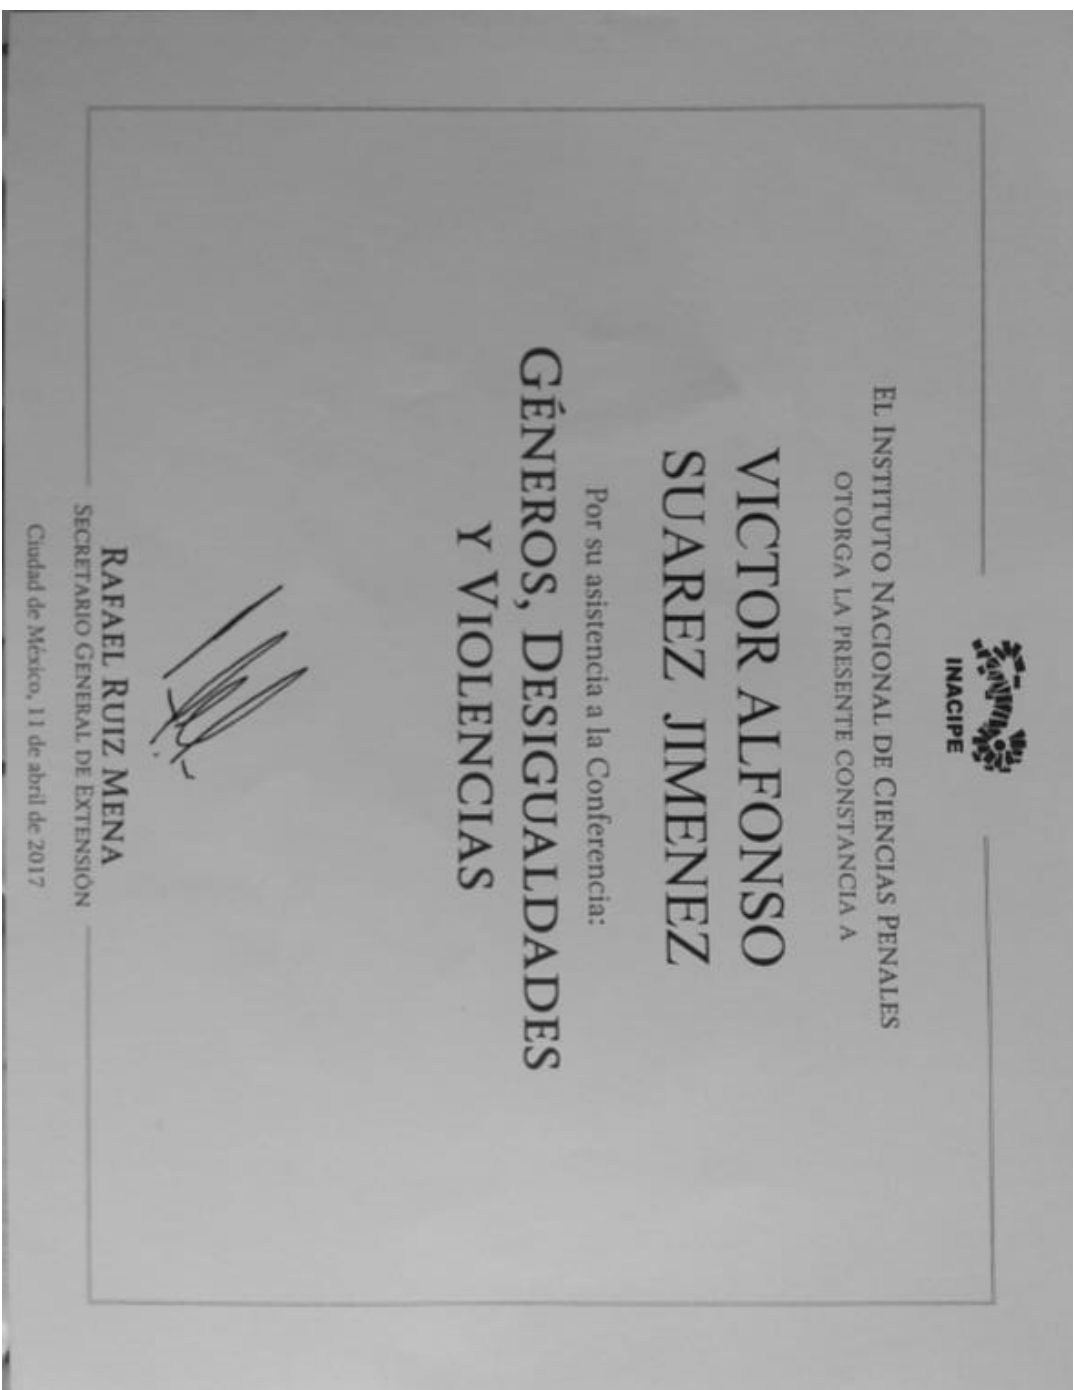 INACIPE
EL INSTITUTO NACIONAL DE CIENCIAS PENALES
OTORGA LA PRESENTE CONSTANCIA A
VICTOR ALFONSO
SUAREZ JIMENEZ
Por su asistencia a la Conferencia:
GÉNEROS, DESIGUALDADES
Y VIOLENCIAS
RAFAEL RUIZ MENA
SECRETARIO GENERAL DE EXTENSIÓN
Ciudad de México, 11 de abril de 2017